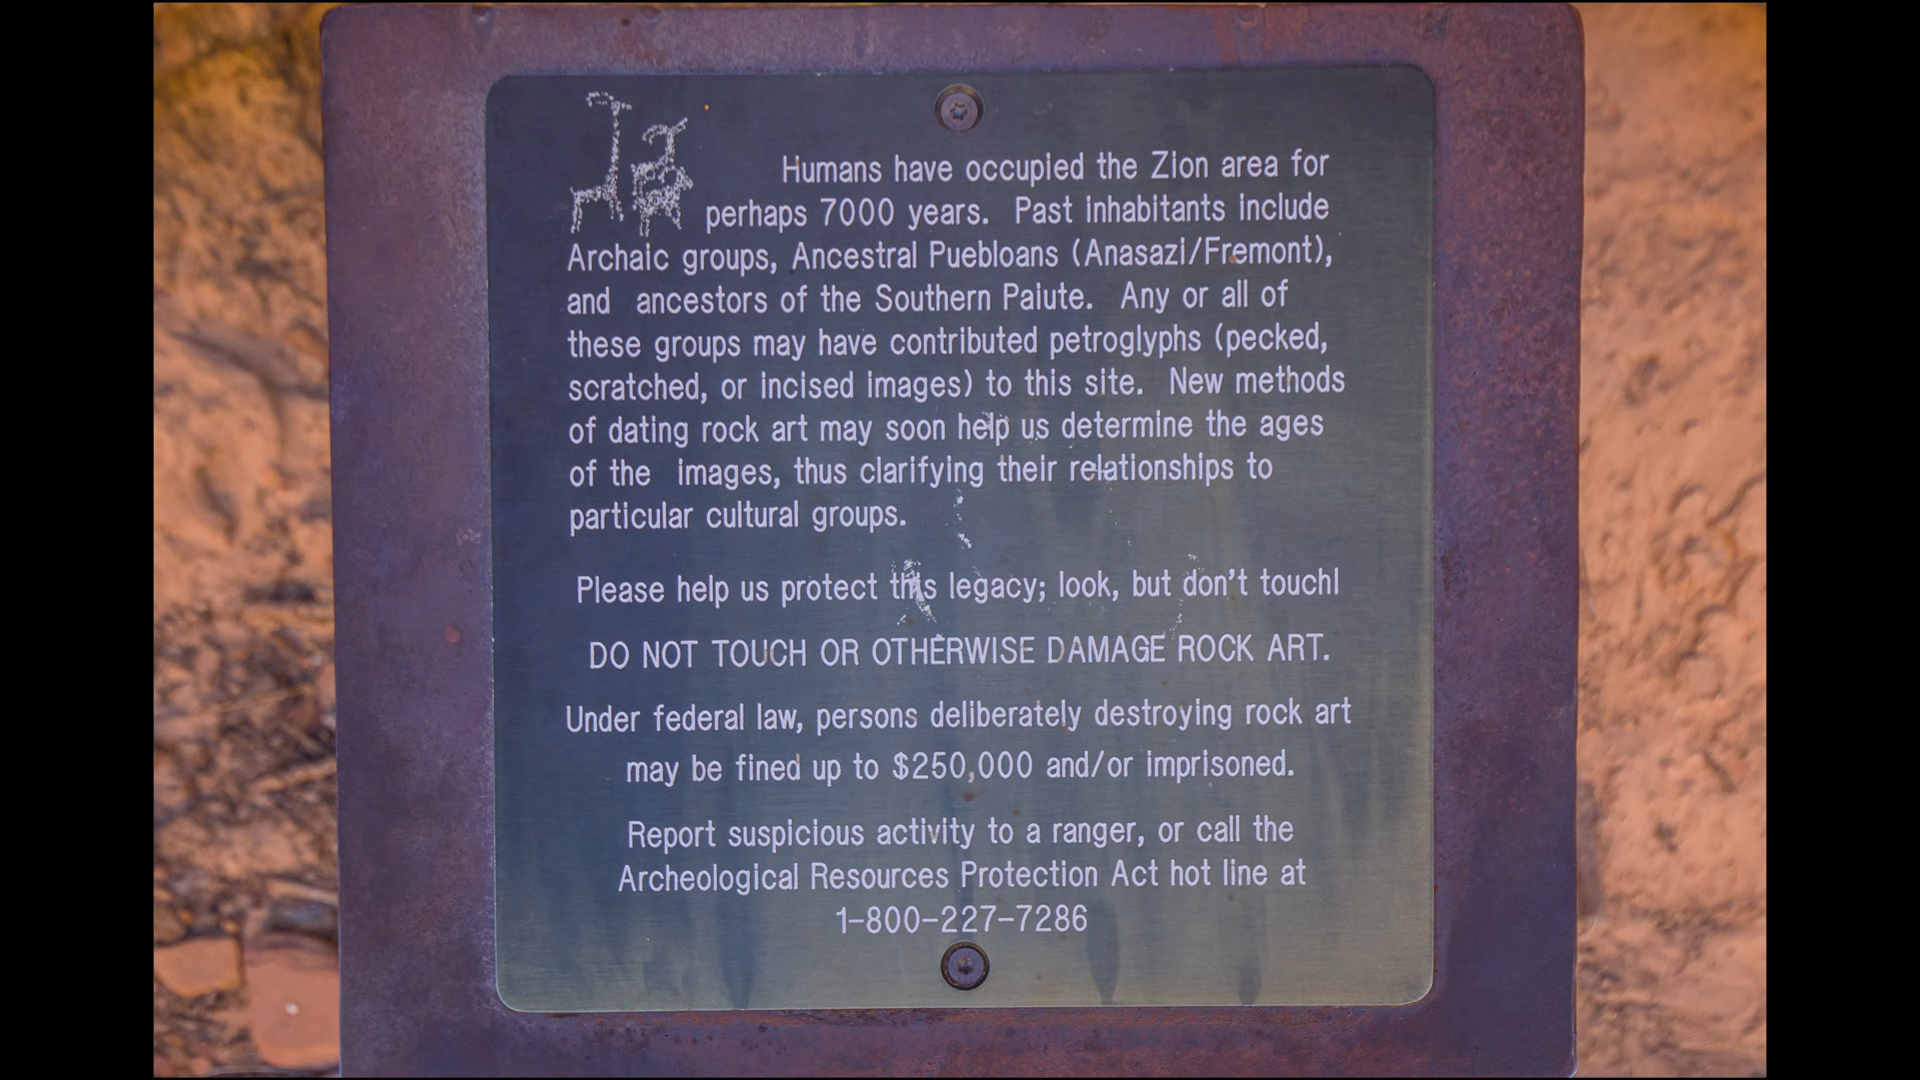 Humans have occupied the Zion area for
perhaps 7000 years. Past inhabitants include
Archaic groups, Ancestral Puebloans (Anasazi/Fremont),
and ancestors of the Southern Paiute. Any or all of
these groups may have contributed petroglyphs (pecked,
scratched, or incised images) to this site. New methods
of dating rock art may soon help us determine the ages
of the images, thus clarifying their relationships to
particular cultural groups.
Please help us protect this legacy; look, but don't touch!
DO NOT TOUCH OR OTHERWISE DAMAGE ROCK ART.
Under federal law, persons deliberately destroying rock art
may be fined up to $250,000 and/or imprisoned.
Report suspicious activity to a ranger, or call the
Archeological Resources Protection Act hot line at
1-800-227-7286